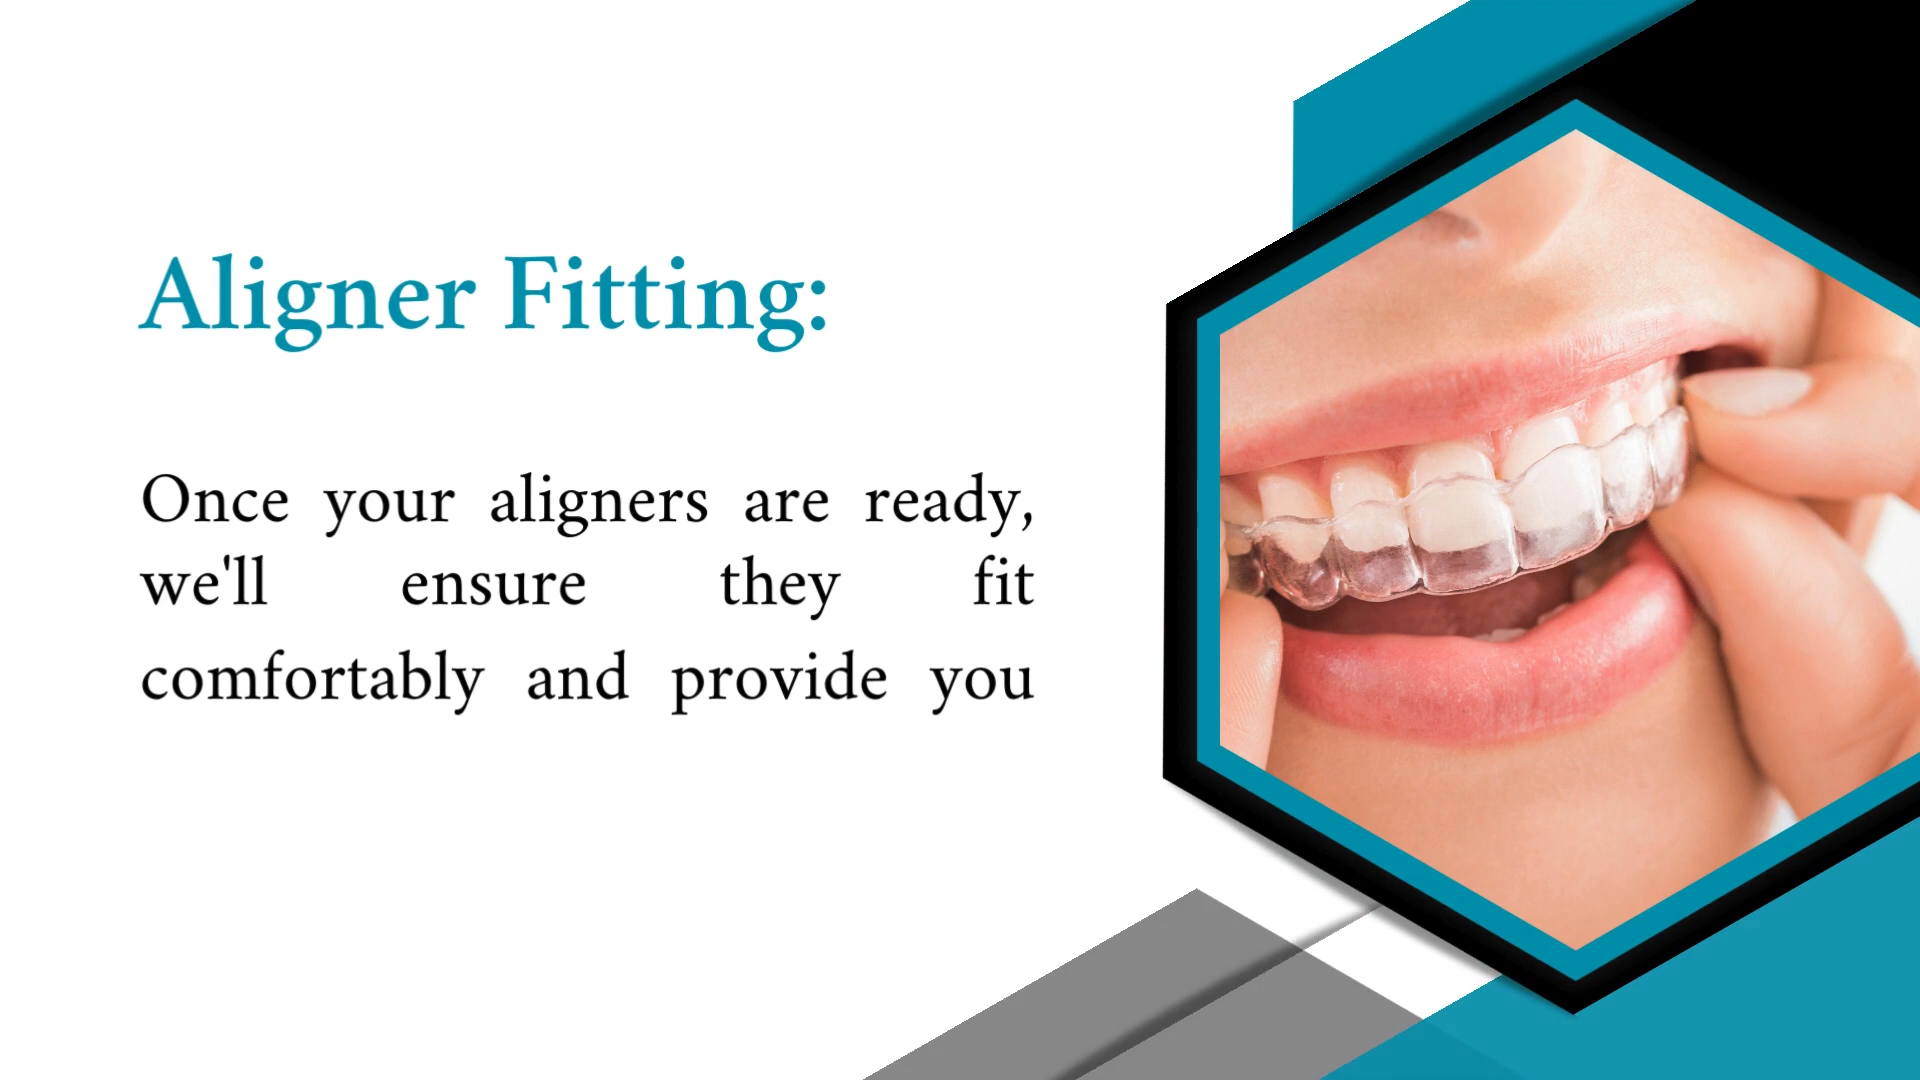 Aligner Fitting:
Once your aligners are ready,
we'll ensure they fit
comfortably and provide you